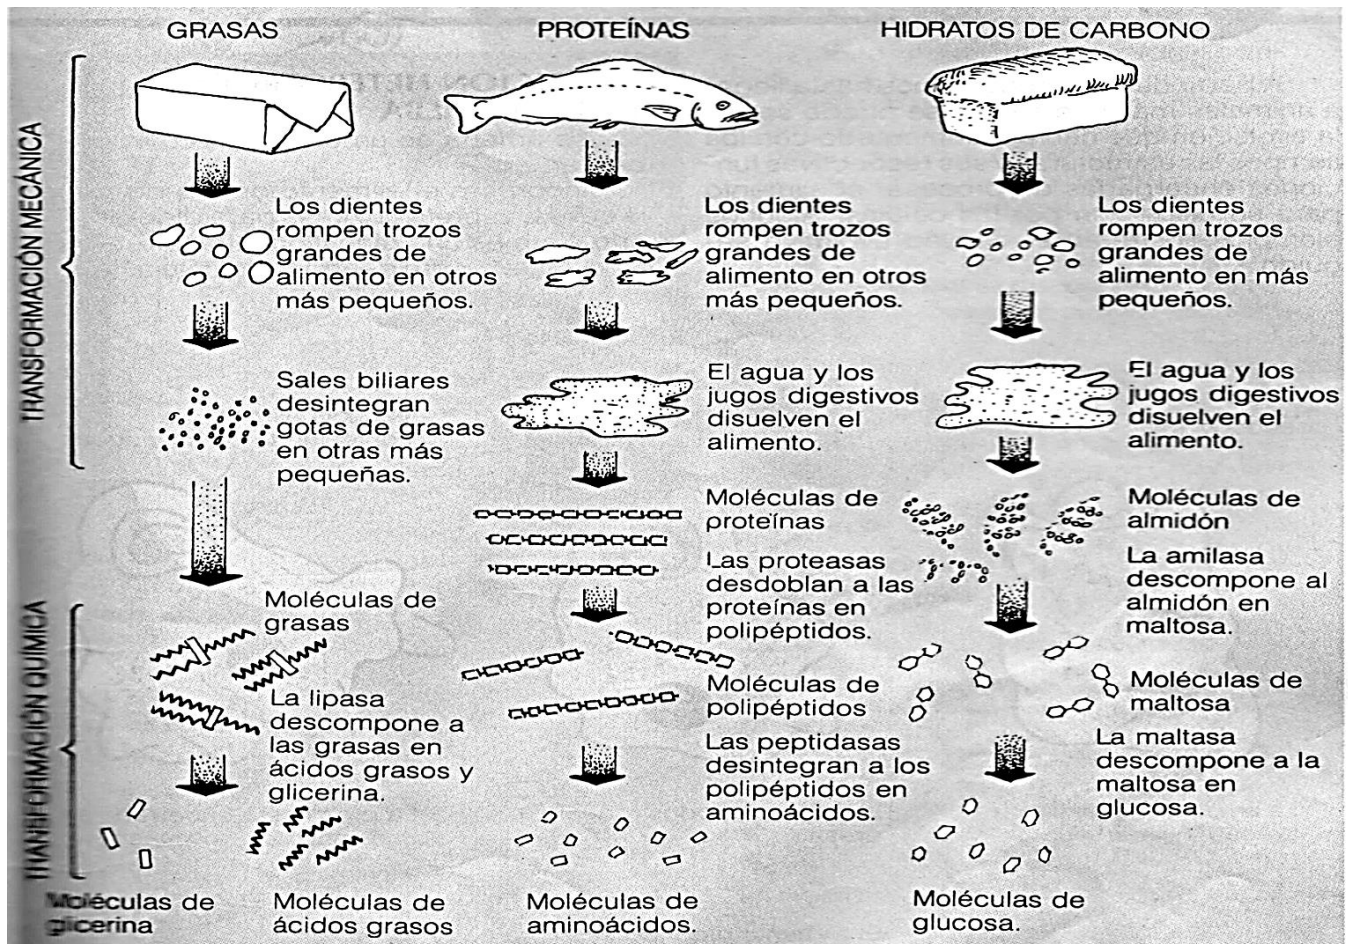 GRASAS
PROTEÍNAS
HIDRATOS DE CARBONO
TRANSFORMACIÓN MECÁNICA
Los dientes
rompen trozos
grandes de
alimento en otros
más pequeños.
Los dientes
rompen trozos
grandes de
alimento en otros
más pequeños.
Los dientes
rompen trozos
grandes de
alimento en más
pequeños.
Sales biliares
desintegran
gotas de grasas
en otras más
pequeñas.
El agua y los
jugos digestivos
disuelven el
alimento.
El agua y los
jugos digestivos
disuelven el
alimento.
TRANSFORMACIÓN QUÍMICA
Moléculas de
grasas
La lipasa
descompone a
las grasas en
ácidos grasos y
glicerina.
Moléculas de
glicerina
Moléculas de
ácidos grasos
Moléculas de
proteínas
Las proteasas
desdoblan a las
proteínas en
polipéptidos.
Moléculas de
polipéptidos
Las peptidasas
desintegran a los
polipéptidos en
aminoácidos.
Moléculas de
aminoácidos.
Moléculas de
almidón
La amilasa
descompone al
almidón en
maltosa.
Moléculas de
maltosa
La maltasa
descompone a la
maltosa en
glucosa.
Moléculas de
glucosa.